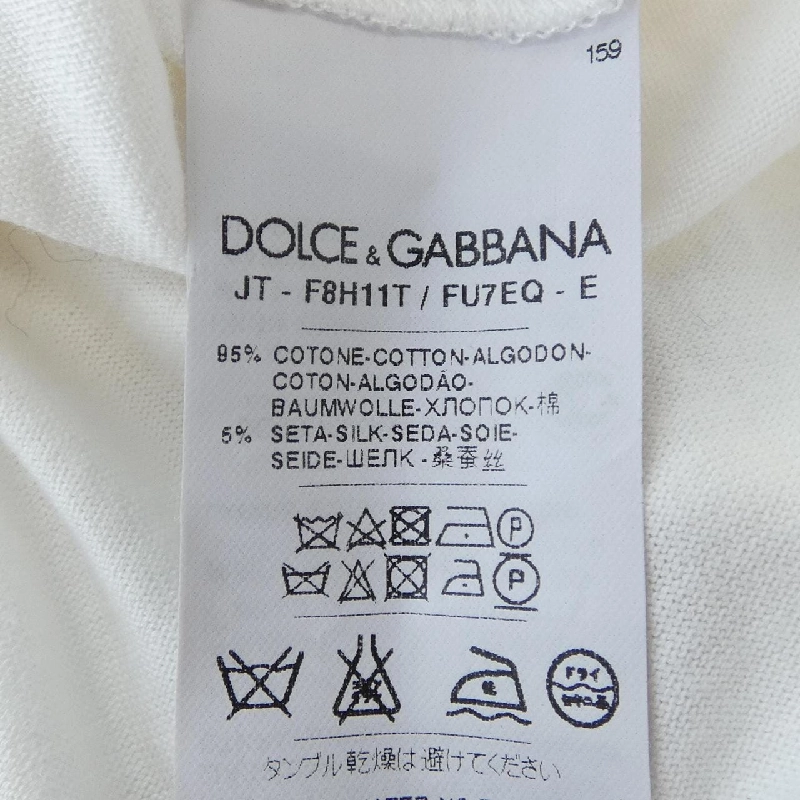 159
DOLCE & GABBANA
JT - F8H11T / FU7EQ - E
95% COTONE-COTTON-ALGODON-
COTON-ALGODÃO-
BAUMWOLLE-ХЛОПОК-棉
5% SETA-SILK-SEDA-SOIE-
SEIDE-ШЕЛК-桑蚕丝
P
P
ドライ
タンブル乾燥は避けてください